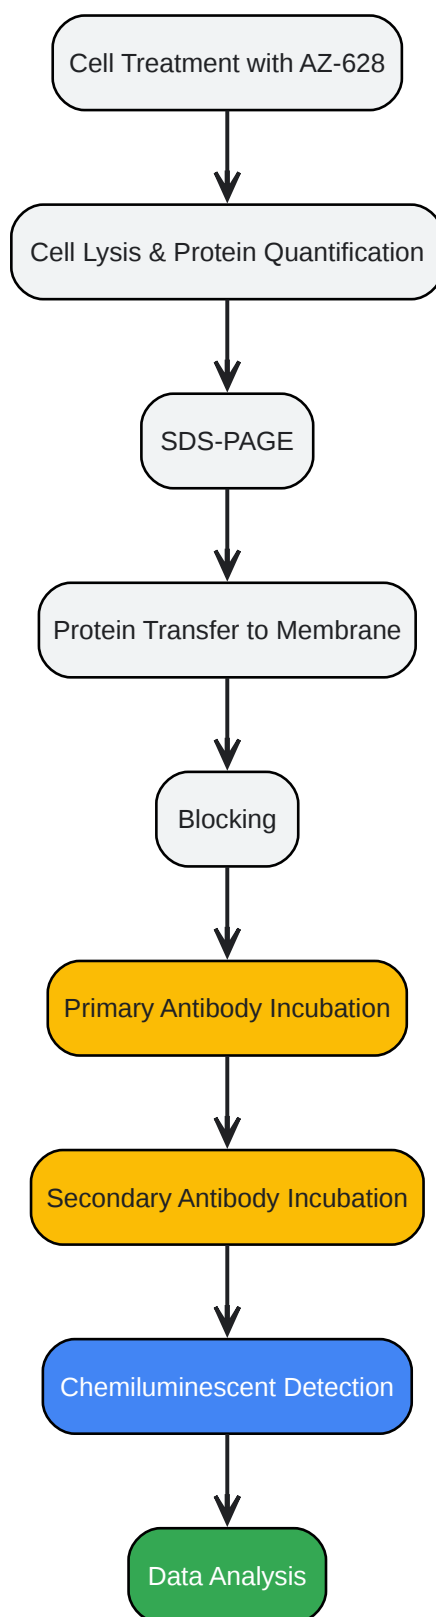 Cell Treatment with AZ-628
Cell Lysis & Protein Quantification
SDS-PAGE
Protein Transfer to Membrane
Blocking
Primary Antibody Incubation
Secondary Antibody Incubation
Chemiluminescent Detection
Data Analysis